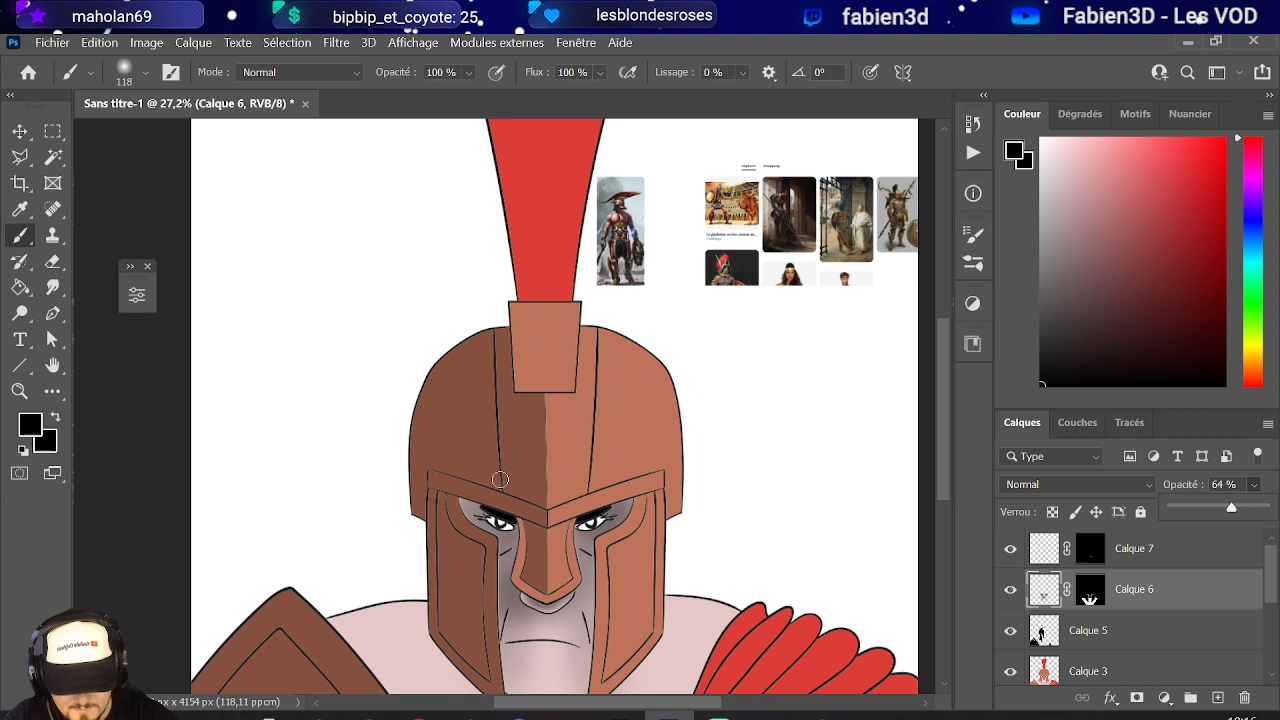 maholan69
bipbip_et_coyote: 25
lesblondesroses
fabien3d
Fabien3D - Les VOD
Ps
Fichier Edition Image Calque Texte Sélection Filtre 3D Affichage Modules externes Fenêtre Aide
118
Mode : Normal
Opacité : 100 %
Flux : 100 %
Lissage : 0 %
0°
Sans titre-1 @ 27,2% (Calque 6, RVB/8) *
Couleur Dégradés Motifs Nuancier
Calques Couches Tracés
Type
Normal
Opacité : 64 %
Verrou :
Calque 7
Calque 6
Calque 5
Calque 3
px x 4154 px (118,11 ppcm)